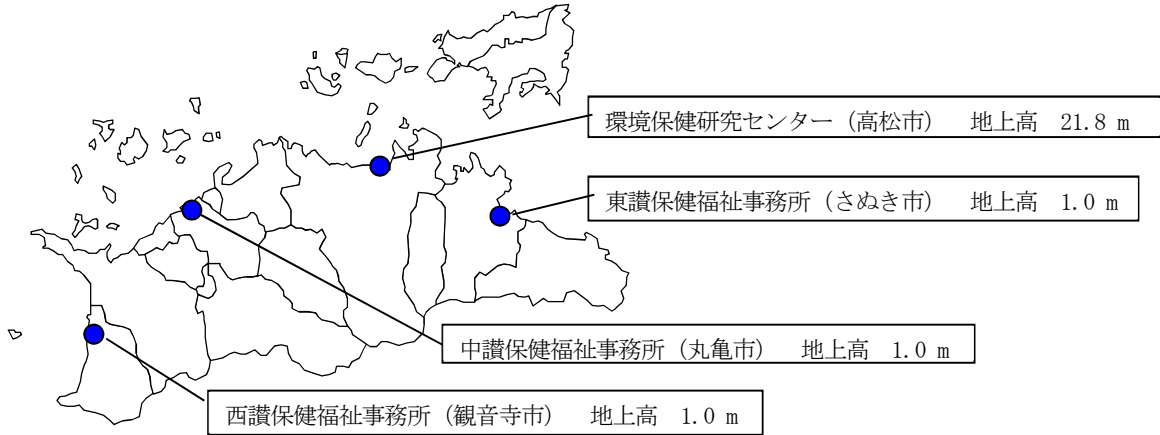 環境保健研究センター（高松市） 地上高 21.8 m
東讃保健福祉事務所（さぬき市） 地上高 1.0 m
中讃保健福祉事務所（丸亀市） 地上高 1.0 m
西讃保健福祉事務所（観音寺市） 地上高 1.0 m